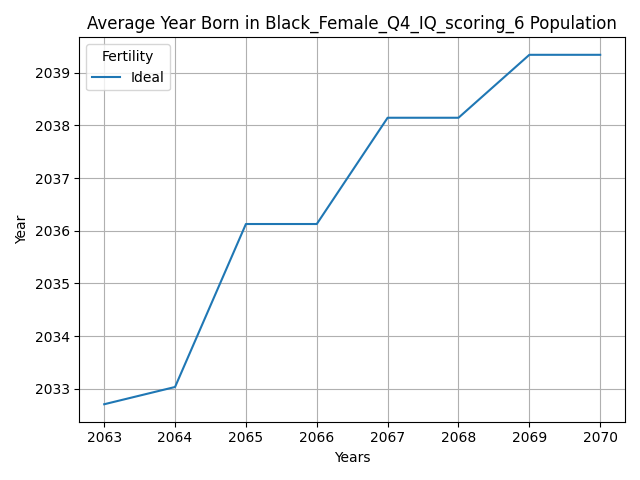 Average Year Born in Black_Female_Q4_IQ_scoring_6 Population
Fertility
Ideal
2039
2038
2037
2036
2035
2034
2033
Year
2063 2064 2065 2066 2067 2068 2069 2070
Years